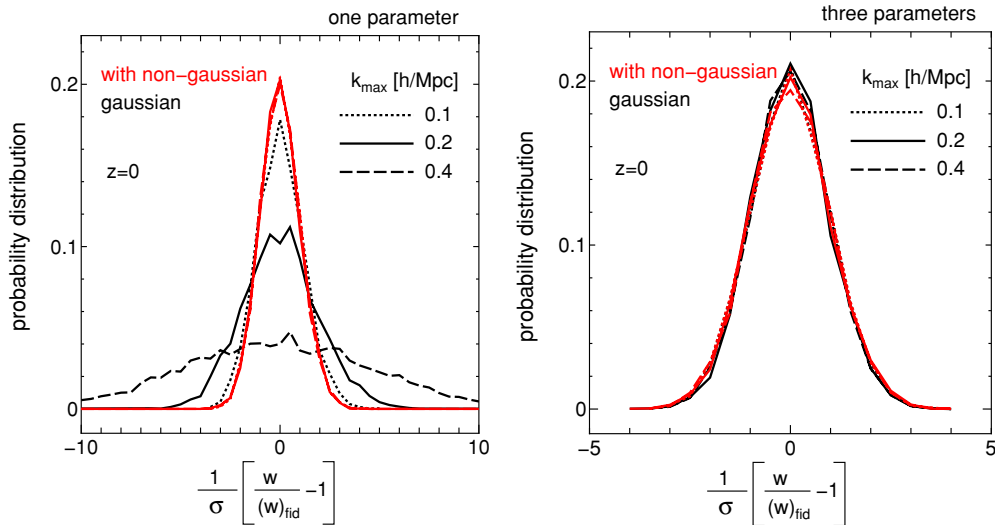 one parameter
with non-gaussian
gaussian
k_max [h/Mpc]
0.1
0.2
0.4
z=0
probability distribution
0.2
0.1
0
−10
0
10
1/σ [ w/(w)_fid −1 ]
three parameters
with non-gaussian
gaussian
k_max [h/Mpc]
0.1
0.2
0.4
z=0
probability distribution
0.2
0.1
0
−5
0
5
1/σ [ w/(w)_fid −1 ]